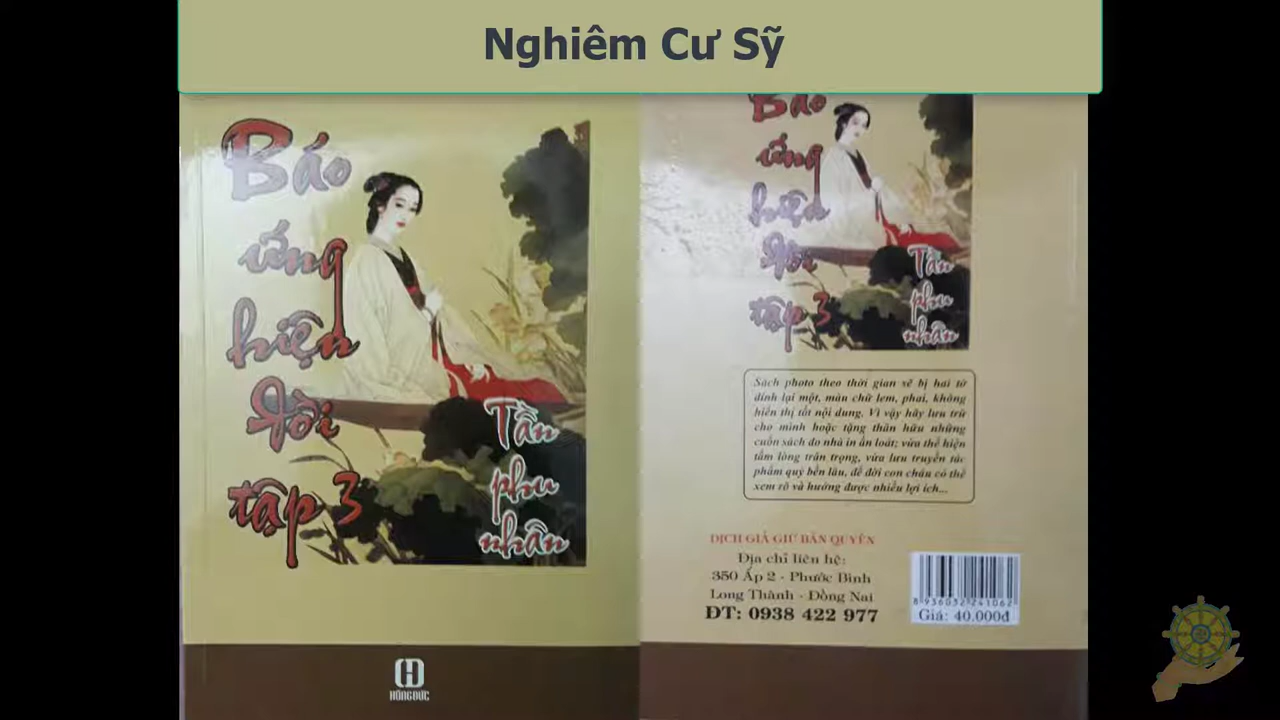 Nghiêm Cư Sỹ
Báo
ứng
hiện
đời
tập 3
Tần
phu
nhân
HỒNG ĐỨC
Báo
ứng
hiện
đời
tập 3
Tần
phu
nhân
Sách photo theo thời gian sẽ bị hai tờ
dính lại một, màu chữ lem, phai, không
hiển thị tốt nội dung. Vì vậy hãy lưu trữ
cho mình hoặc tặng thân hữu những
cuốn sách do nhà in ấn loát; vừa thể hiện
tấm lòng trân trọng, vừa lưu truyền tác
phẩm quý bền lâu, để đời con cháu có thể
xem rõ và hưởng được nhiều lợi ích...
DỊCH GIẢ GIỮ BẢN QUYỀN
Địa chỉ liên hệ:
350 Ấp 2 - Phước Bình
Long Thành - Đồng Nai
ĐT: 0938 422 977
8 936032 241062
Giá: 40.000đ